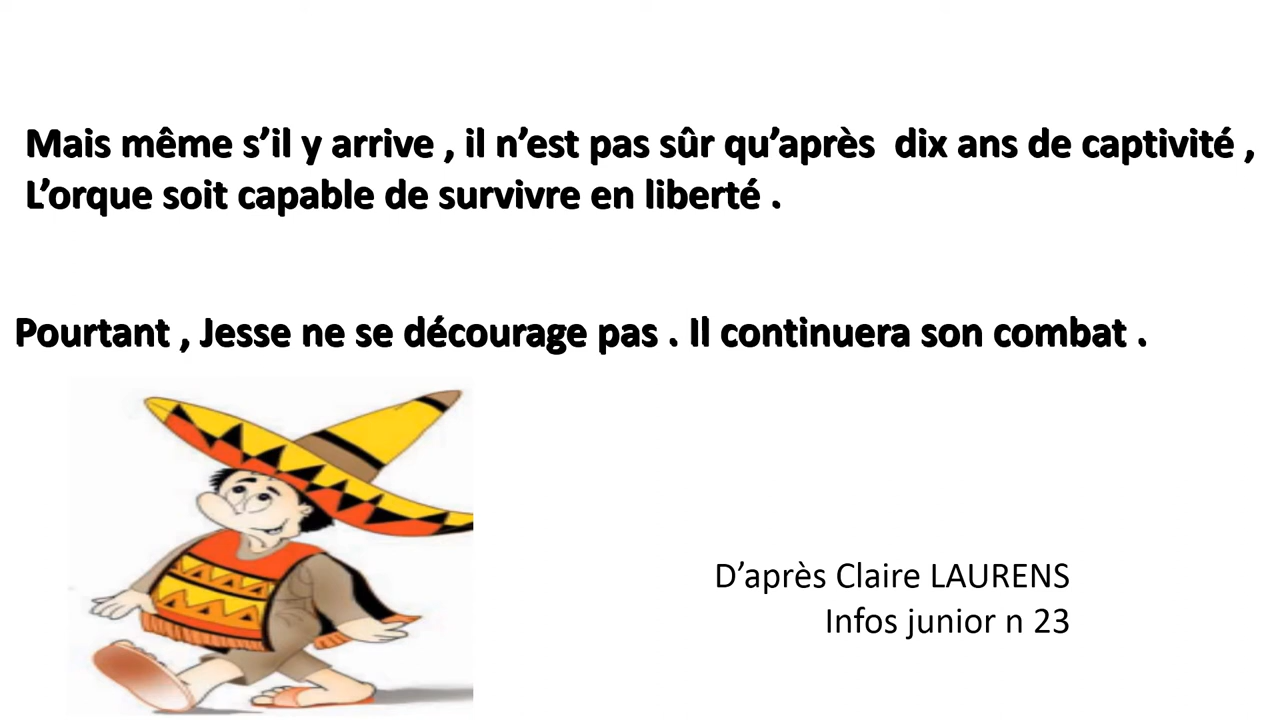 Mais même s’il y arrive , il n’est pas sûr qu’après  dix ans de captivité ,
L’orque soit capable de survivre en liberté .
Pourtant , Jesse ne se décourage pas . Il continuera son combat .
D’après Claire LAURENS
Infos junior n 23